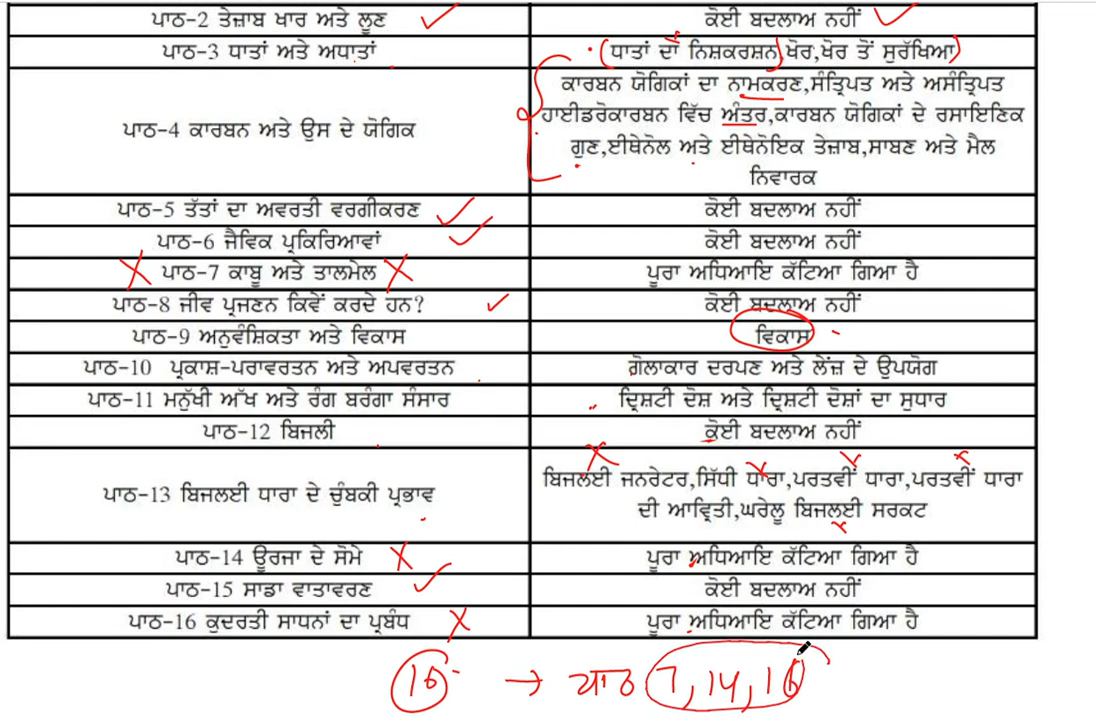 ਪਾਠ-2 ਤੇਜ਼ਾਬ ਖਾਰ ਅਤੇ ਲੂਣ
ਕੋਈ ਬਦਲਾਅ ਨਹੀਂ
ਪਾਠ-3 ਧਾਤਾਂ ਅਤੇ ਅਧਾਤਾਂ
ਧਾਤਾਂ ਦਾ ਨਿਸ਼ਕਰਸ਼ਨ,ਖੋਰ,ਖੋਰ ਤੋਂ ਸੁਰੱਖਿਆ
ਪਾਠ-4 ਕਾਰਬਨ ਅਤੇ ਉਸ ਦੇ ਯੋਗਿਕ
ਕਾਰਬਨ ਯੋਗਿਕਾਂ ਦਾ ਨਾਮਕਰਣ,ਸੰਤ੍ਰਿਪਤ ਅਤੇ ਅਸੰਤ੍ਰਿਪਤ
ਹਾਈਡਰੋਕਾਰਬਨ ਵਿੱਚ ਅੰਤਰ,ਕਾਰਬਨ ਯੋਗਿਕਾਂ ਦੇ ਰਸਾਇਣਿਕ
ਗੁਣ,ਈਥੇਨੋਲ ਅਤੇ ਈਥੇਨੋਇਕ ਤੇਜ਼ਾਬ,ਸਾਬਣ ਅਤੇ ਮੈਲ
ਨਿਵਾਰਕ
ਪਾਠ-5 ਤੱਤਾਂ ਦਾ ਅਵਰਤੀ ਵਰਗੀਕਰਣ
ਕੋਈ ਬਦਲਾਅ ਨਹੀਂ
ਪਾਠ-6 ਜੈਵਿਕ ਪ੍ਰਕਿਰਿਆਵਾਂ
ਕੋਈ ਬਦਲਾਅ ਨਹੀਂ
ਪਾਠ-7 ਕਾਬੂ ਅਤੇ ਤਾਲਮੇਲ
ਪੂਰਾ ਅਧਿਆਇ ਕੱਟਿਆ ਗਿਆ ਹੈ
ਪਾਠ-8 ਜੀਵ ਪ੍ਰਜਣਨ ਕਿਵੇਂ ਕਰਦੇ ਹਨ?
ਕੋਈ ਬਦਲਾਅ ਨਹੀਂ
ਪਾਠ-9 ਅਨੁਵੰਸ਼ਿਕਤਾ ਅਤੇ ਵਿਕਾਸ
ਵਿਕਾਸ
ਪਾਠ-10 ਪ੍ਰਕਾਸ਼-ਪਰਾਵਰਤਨ ਅਤੇ ਅਪਵਰਤਨ
ਗੋਲਾਕਾਰ ਦਰਪਣ ਅਤੇ ਲੇਂਜ਼ ਦੇ ਉਪਯੋਗ
ਪਾਠ-11 ਮਨੁੱਖੀ ਅੱਖ ਅਤੇ ਰੰਗ ਬਰੰਗਾ ਸੰਸਾਰ
ਦ੍ਰਿਸ਼ਟੀ ਦੋਸ਼ ਅਤੇ ਦ੍ਰਿਸ਼ਟੀ ਦੋਸ਼ਾਂ ਦਾ ਸੁਧਾਰ
ਪਾਠ-12 ਬਿਜਲੀ
ਕੋਈ ਬਦਲਾਅ ਨਹੀਂ
ਪਾਠ-13 ਬਿਜਲਈ ਧਾਰਾ ਦੇ ਚੁੰਬਕੀ ਪ੍ਰਭਾਵ
ਬਿਜਲਈ ਜਨਰੇਟਰ,ਸਿੱਧੀ ਧਾਰਾ,ਪਰਤਵੀਂ ਧਾਰਾ,ਪਰਤਵੀਂ ਧਾਰਾ
ਦੀ ਆਵ੍ਰਿਤੀ,ਘਰੇਲੂ ਬਿਜਲਈ ਸਰਕਟ
ਪਾਠ-14 ਊਰਜਾ ਦੇ ਸੋਮੇ
ਪੂਰਾ ਅਧਿਆਇ ਕੱਟਿਆ ਗਿਆ ਹੈ
ਪਾਠ-15 ਸਾਡਾ ਵਾਤਾਵਰਣ
ਕੋਈ ਬਦਲਾਅ ਨਹੀਂ
ਪਾਠ-16 ਕੁਦਰਤੀ ਸਾਧਨਾਂ ਦਾ ਪ੍ਰਬੰਧ
ਪੂਰਾ ਅਧਿਆਇ ਕੱਟਿਆ ਗਿਆ ਹੈ
16 → ਪਾਠ 7, 14, 16